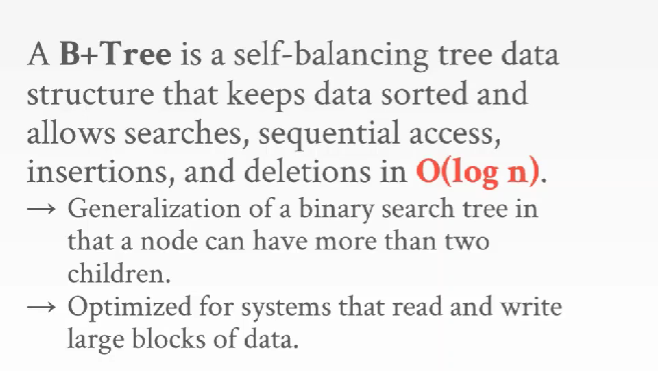 A B+Tree is a self-balancing tree data
structure that keeps data sorted and
allows searches, sequential access,
insertions, and deletions in O(log n).
→ Generalization of a binary search tree in
that a node can have more than two
children.
→ Optimized for systems that read and write
large blocks of data.